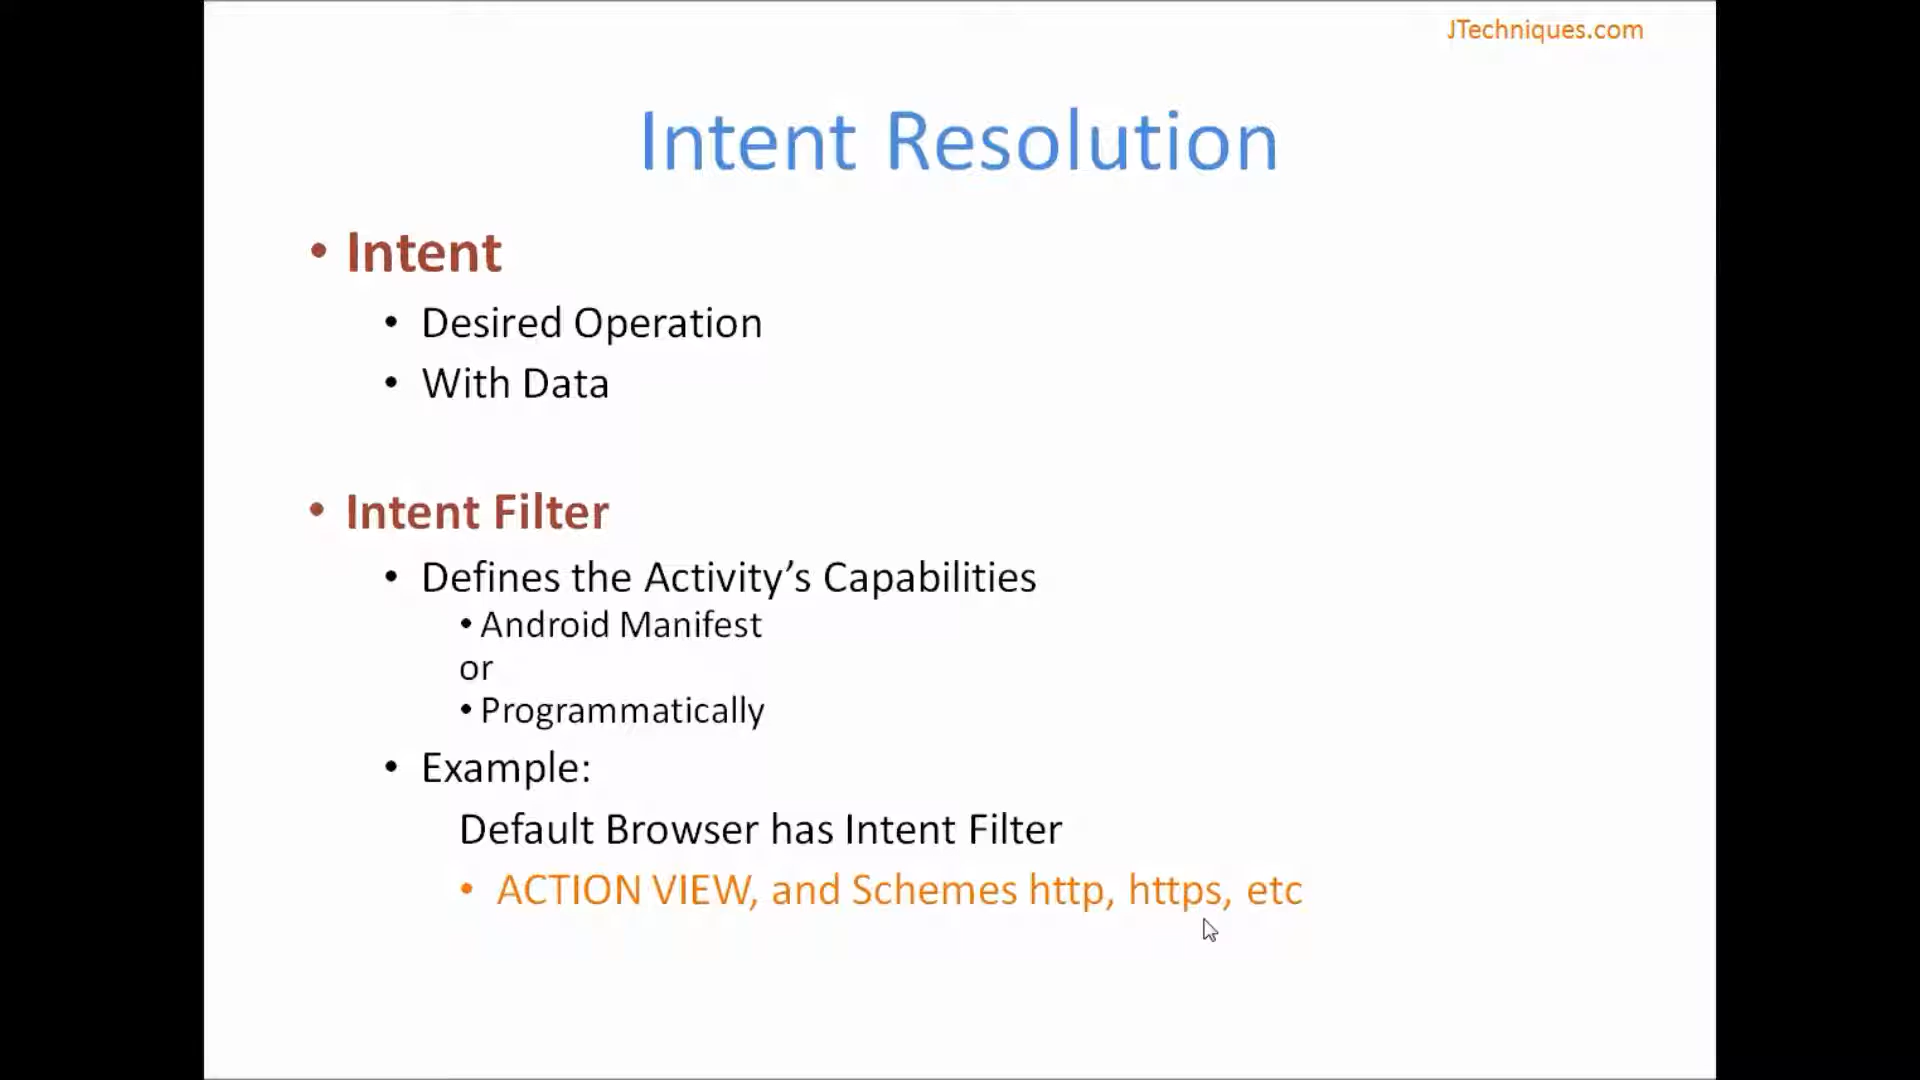 JTechniques.com
Intent Resolution
• Intent
• Desired Operation
• With Data
• Intent Filter
• Defines the Activity’s Capabilities
• Android Manifest
or
• Programmatically
• Example:
Default Browser has Intent Filter
• ACTION VIEW, and Schemes http, https, etc